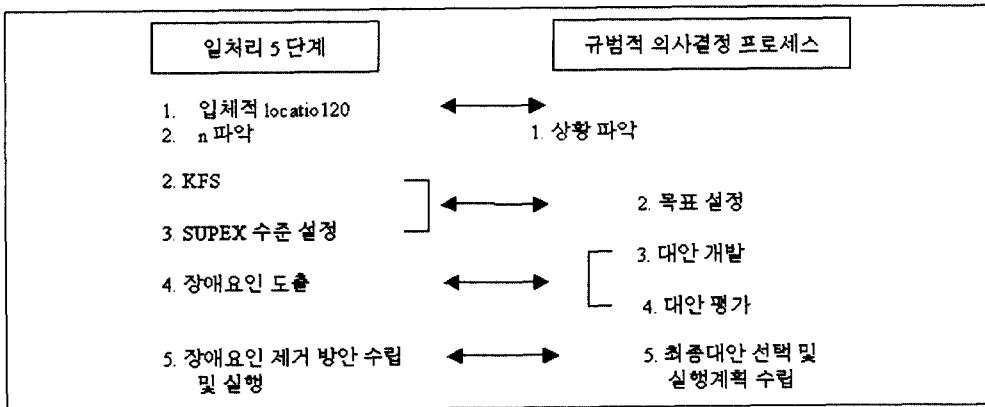 일처리 5 단계
규범적 의사결정 프로세스
1. 입체적 locatio120
2. n 파악
1. 상황 파악
2. KFS
3. SUPEX 수준 설정
2. 목표 설정
3. 대안 개발
4. 장애요인 도출
4. 대안 평가
5. 장애요인 제거 방안 수립
및 실행
5. 최종대안 선택 및
실행계획 수립